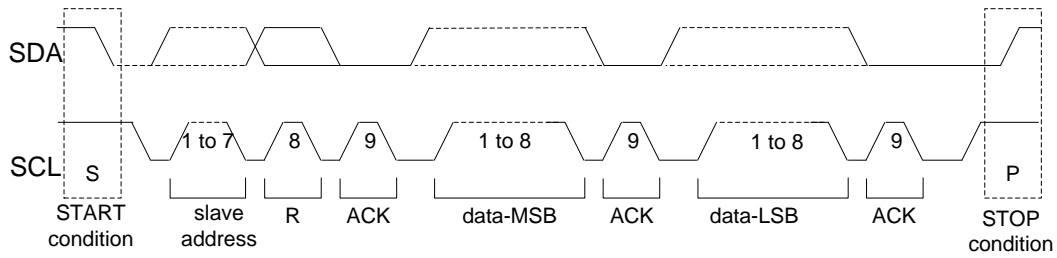 SDA
SCL
1 to 7
8
9
1 to 8
9
1 to 8
9
S
P
START
condition
slave
address
R
ACK
data-MSB
ACK
data-LSB
ACK
STOP
condition